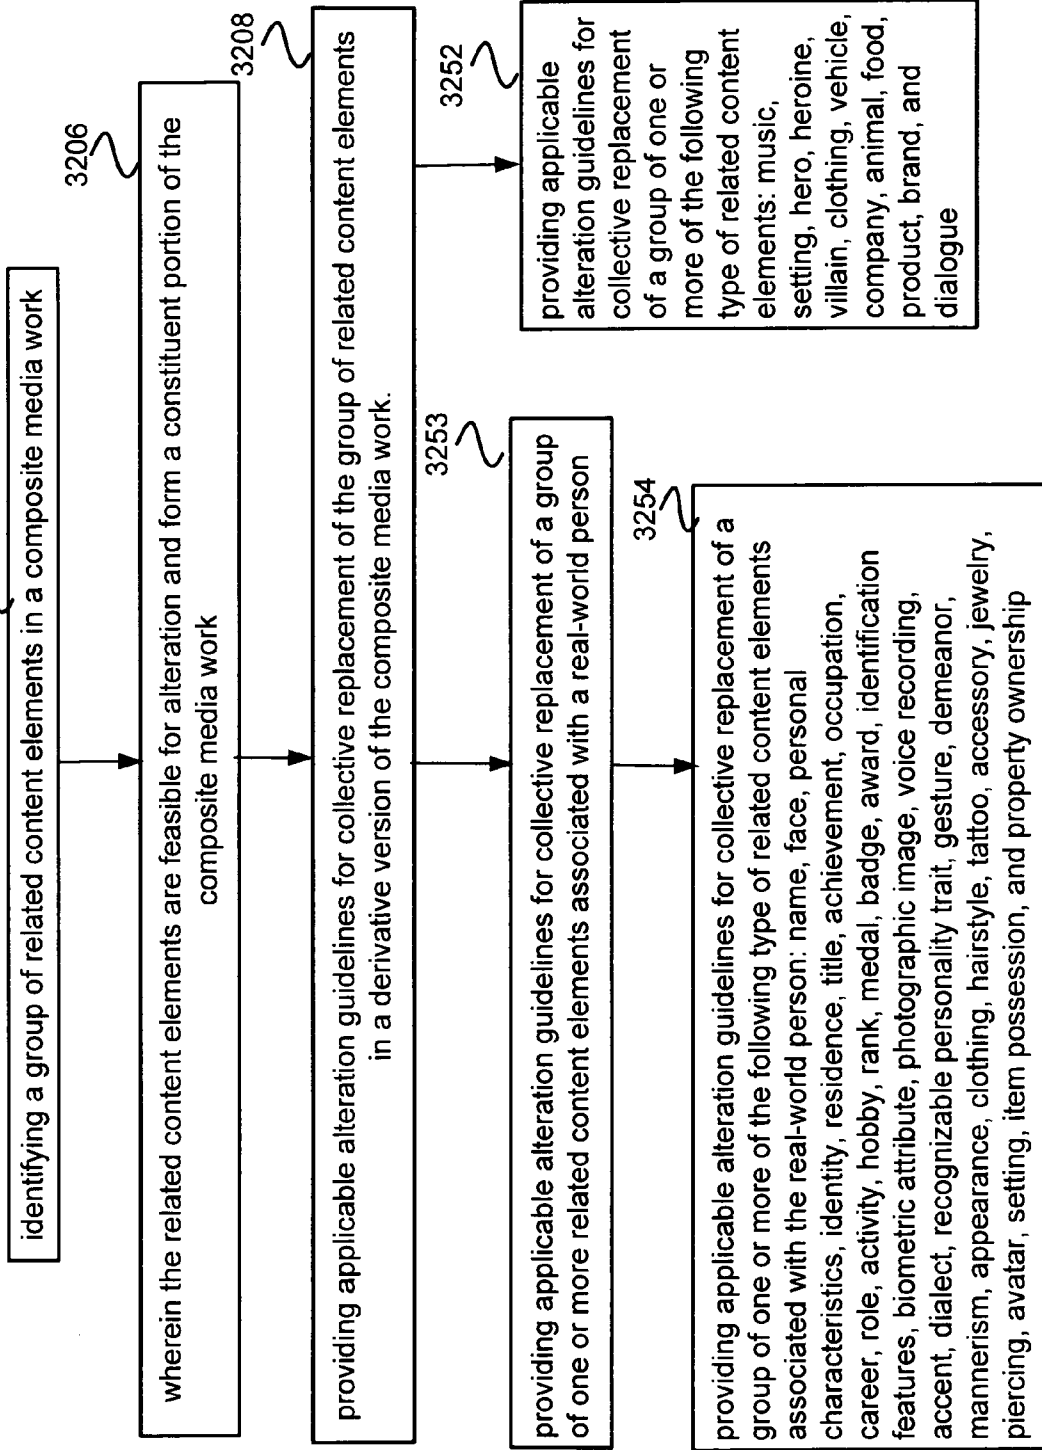 identifying a group of related content elements in a composite media work
3206
wherein the related content elements are feasible for alteration and form a constituent portion of the
composite media work
3208
providing applicable alteration guidelines for collective replacement of the group of related content elements
in a derivative version of the composite media work.
3253
providing applicable alteration guidelines for collective replacement of a group
of one or more related content elements associated with a real-world person
3252
providing applicable
alteration guidelines for
collective replacement
of a group of one or
more of the following
type of related content
elements: music,
setting, hero, heroine,
villain, clothing, vehicle,
company, animal, food,
product, brand, and
dialogue
3254
providing applicable alteration guidelines for collective replacement of a
group of one or more of the following type of related content elements
associated with the real-world person: name, face, personal
characteristics, identity, residence, title, achievement, occupation,
career, role, activity, hobby, rank, medal, badge, award, identification
features, biometric attribute, photographic image, voice recording,
accent, dialect, recognizable personality trait, gesture, demeanor,
mannerism, appearance, clothing, hairstyle, tattoo, accessory, jewelry,
piercing, avatar, setting, item possession, and property ownership